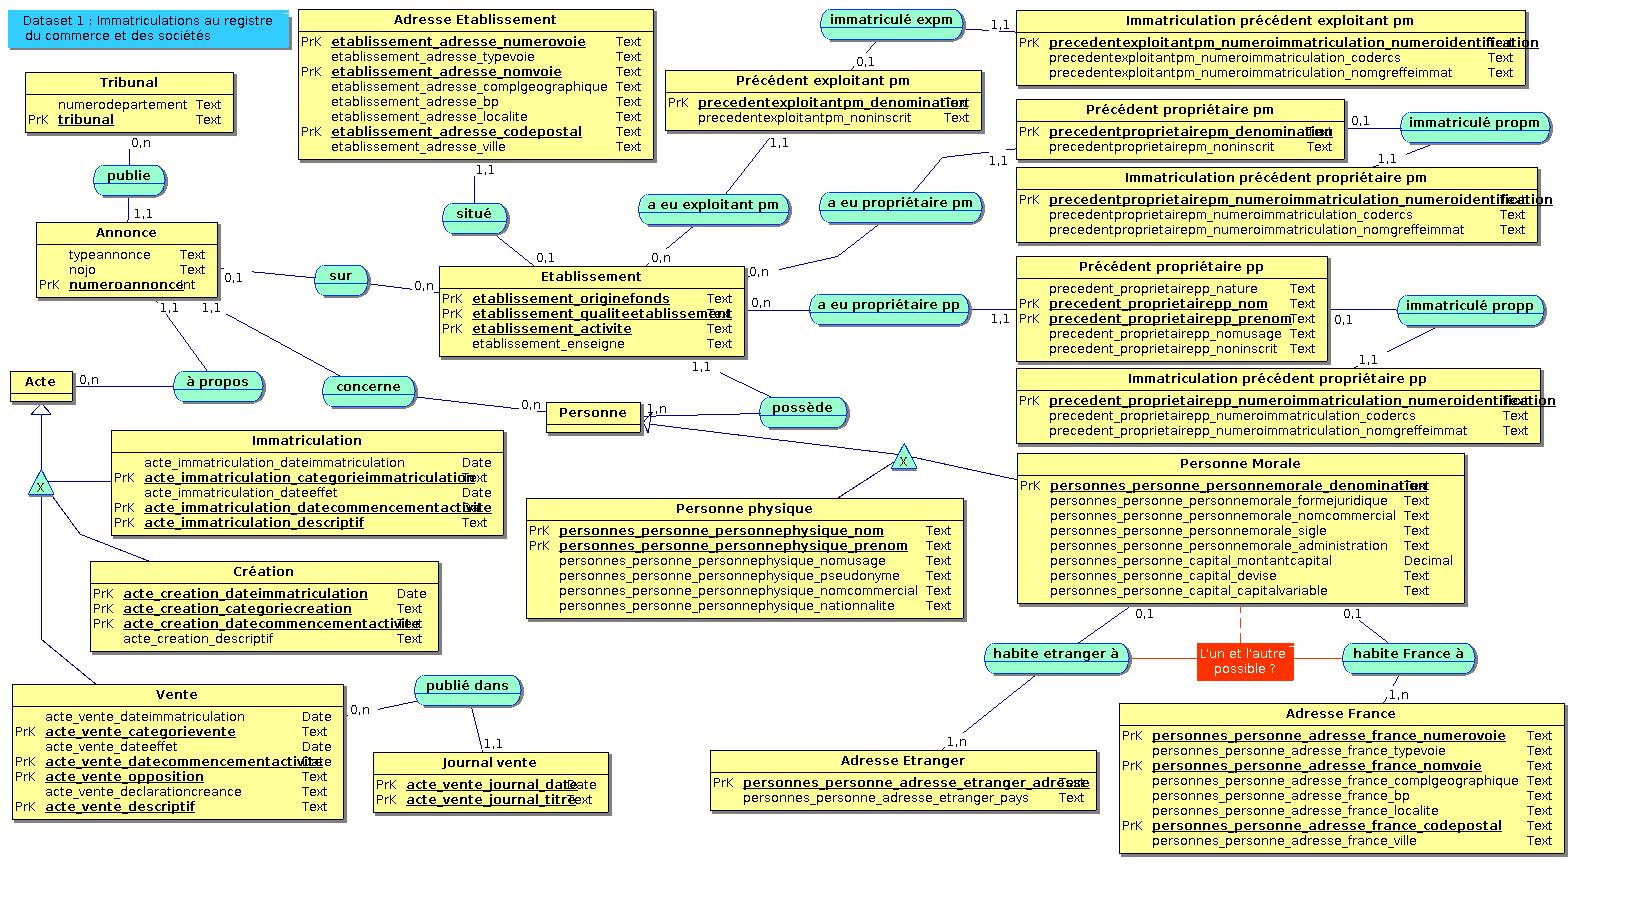 Dataset 1 : Immatriculations au registre
du commerce et des sociétés
Tribunal
numerodepartement Text
PrK tribunal Text
0,n
publie
1,1
Annonce
typeannonce Text
nojo Text
PrK numeroannonce Int
0,1
sur
0,n
1,1
1,1
Adresse Etablissement
PrK etablissement_adresse_numerovoie Text
etablissement_adresse_typevoie Text
PrK etablissement_adresse_nomvoie Text
etablissement_adresse_complgeographique Text
etablissement_adresse_bp Text
etablissement_adresse_localite Text
PrK etablissement_adresse_codepostal Text
etablissement_adresse_ville Text
1,1
situé
0,1
immatriculé expm
1,1
0,1
Précédent exploitant pm
PrK precedentexploitantpm_denomination Text
precedentexploitantpm_noninscrit Text
1,1
a eu exploitant pm
0,n
Immatriculation précédent exploitant pm
PrK precedentexploitantpm_numeroimmatriculation_numeroidentification Text
precedentexploitantpm_numeroimmatriculation_codercs Text
precedentexploitantpm_numeroimmatriculation_nomgreffeimmat Text
Précédent propriétaire pm
PrK precedentproprietairepm_denomination Text
precedentproprietairepm_noninscrit Text
0,1
immatriculé propm
1,1
1,1
a eu propriétaire pm
0,n
Immatriculation précédent propriétaire pm
PrK precedentproprietairepm_numeroimmatriculation_numeroidentification Text
precedentproprietairepm_numeroimmatriculation_codercs Text
precedentproprietairepm_numeroimmatriculation_nomgreffeimmat Text
Etablissement
PrK etablissement_originefonds Text
PrK etablissement_qualiteetablissement Text
PrK etablissement_activite Text
etablissement_enseigne Text
0,n
a eu propriétaire pp
1,1
Précédent propriétaire pp
precedent_proprietairepp_nature Text
PrK precedent_proprietairepp_nom Text
PrK precedent_proprietairepp_prenom Text
precedent_proprietairepp_nomusage Text
precedent_proprietairepp_noninscrit Text
0,1
immatriculé propp
1,1
Immatriculation précédent propriétaire pp
PrK precedent_proprietairepp_numeroimmatriculation_numeroidentification Text
precedent_proprietairepp_numeroimmatriculation_codercs Text
precedent_proprietairepp_numeroimmatriculation_nomgreffeimmat Text
Acte
0,n
à propos
concerne
0,n
Personne
1,n
possède
1,1
X
X
Immatriculation
acte_immatriculation_dateimmatriculation Date
PrK acte_immatriculation_categorieimmatriculation Text
acte_immatriculation_dateeffet Date
PrK acte_immatriculation_datecommencementactivite Date
PrK acte_immatriculation_descriptif Text
Création
PrK acte_creation_dateimmatriculation Date
PrK acte_creation_categoriecreation Text
PrK acte_creation_datecommencementactivite Text
acte_creation_descriptif Text
Personne physique
PrK personnes_personne_personnephysique_nom Text
PrK personnes_personne_personnephysique_prenom Text
personnes_personne_personnephysique_nomusage Text
personnes_personne_personnephysique_pseudonyme Text
personnes_personne_personnephysique_nomcommercial Text
personnes_personne_personnephysique_nationnalite Text
Personne Morale
PrK personnes_personne_personnemorale_denomination Text
personnes_personne_personnemorale_formejuridique Text
personnes_personne_personnemorale_nomcommercial Text
personnes_personne_personnemorale_sigle Text
personnes_personne_personnemorale_administration Text
personnes_personne_capital_montantcapital Decimal
personnes_personne_capital_devise Text
personnes_personne_capital_capitalvariable Text
0,1
0,1
habite etranger à
L'un et l'autre
possible ?
habite France à
1,n
1,n
Vente
acte_vente_dateimmatriculation Date
PrK acte_vente_categorievente Text
acte_vente_dateeffet Date
PrK acte_vente_datecommencementactivite Date
PrK acte_vente_opposition Text
acte_vente_declarationcreance Text
PrK acte_vente_descriptif Text
0,n
publié dans
1,1
Journal vente
PrK acte_vente_journal_date Date
PrK acte_vente_journal_titre Text
Adresse Etranger
PrK personnes_personne_adresse_etranger_adresse Text
personnes_personne_adresse_etranger_pays Text
Adresse France
PrK personnes_personne_adresse_france_numerovoie Text
personnes_personne_adresse_france_typevoie Text
PrK personnes_personne_adresse_france_nomvoie Text
personnes_personne_adresse_france_complgeographique Text
personnes_personne_adresse_france_bp Text
personnes_personne_adresse_france_localite Text
PrK personnes_personne_adresse_france_codepostal Text
personnes_personne_adresse_france_ville Text